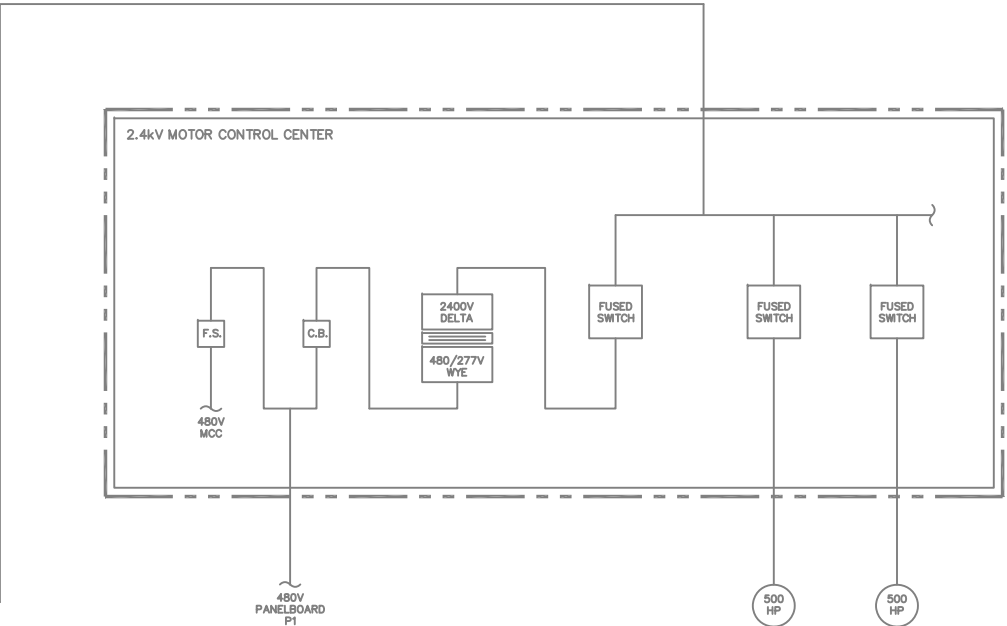 2.4kV MOTOR CONTROL CENTER
2400V
DELTA
480/277V
WYE
FUSED
SWITCH
FUSED
SWITCH
FUSED
SWITCH
F.S.
C.B.
480V
MCC
480V
PANELBOARD
P1
500
HP
500
HP